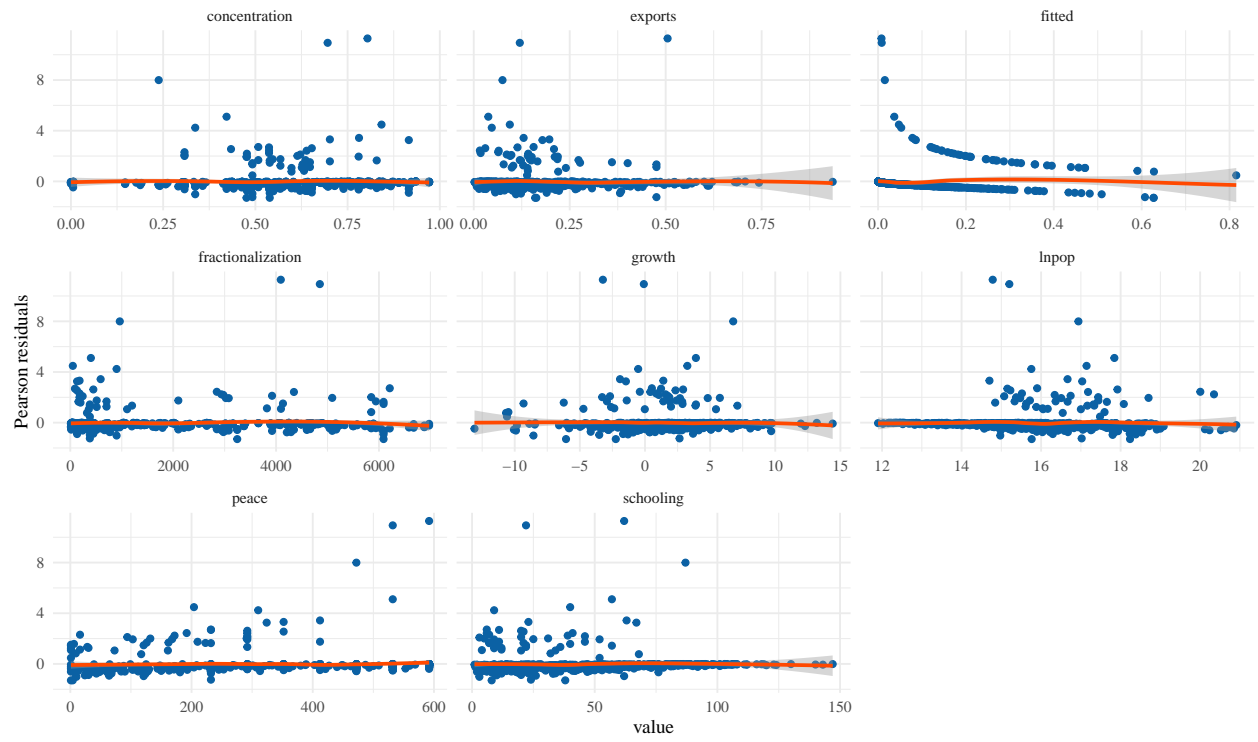 concentration exports fitted
8
4
0
0.00 0.25 0.50 0.75 1.00 0.00 0.25 0.50 0.75 0.0 0.2 0.4 0.6 0.8
fractionalization growth lnpop
8
4
0
0 2000 4000 6000 −10 −5 0 5 10 15 12 14 16 18 20
Pearson residuals
peace schooling
8
4
0
0 200 400 600 0 50 100 150
value